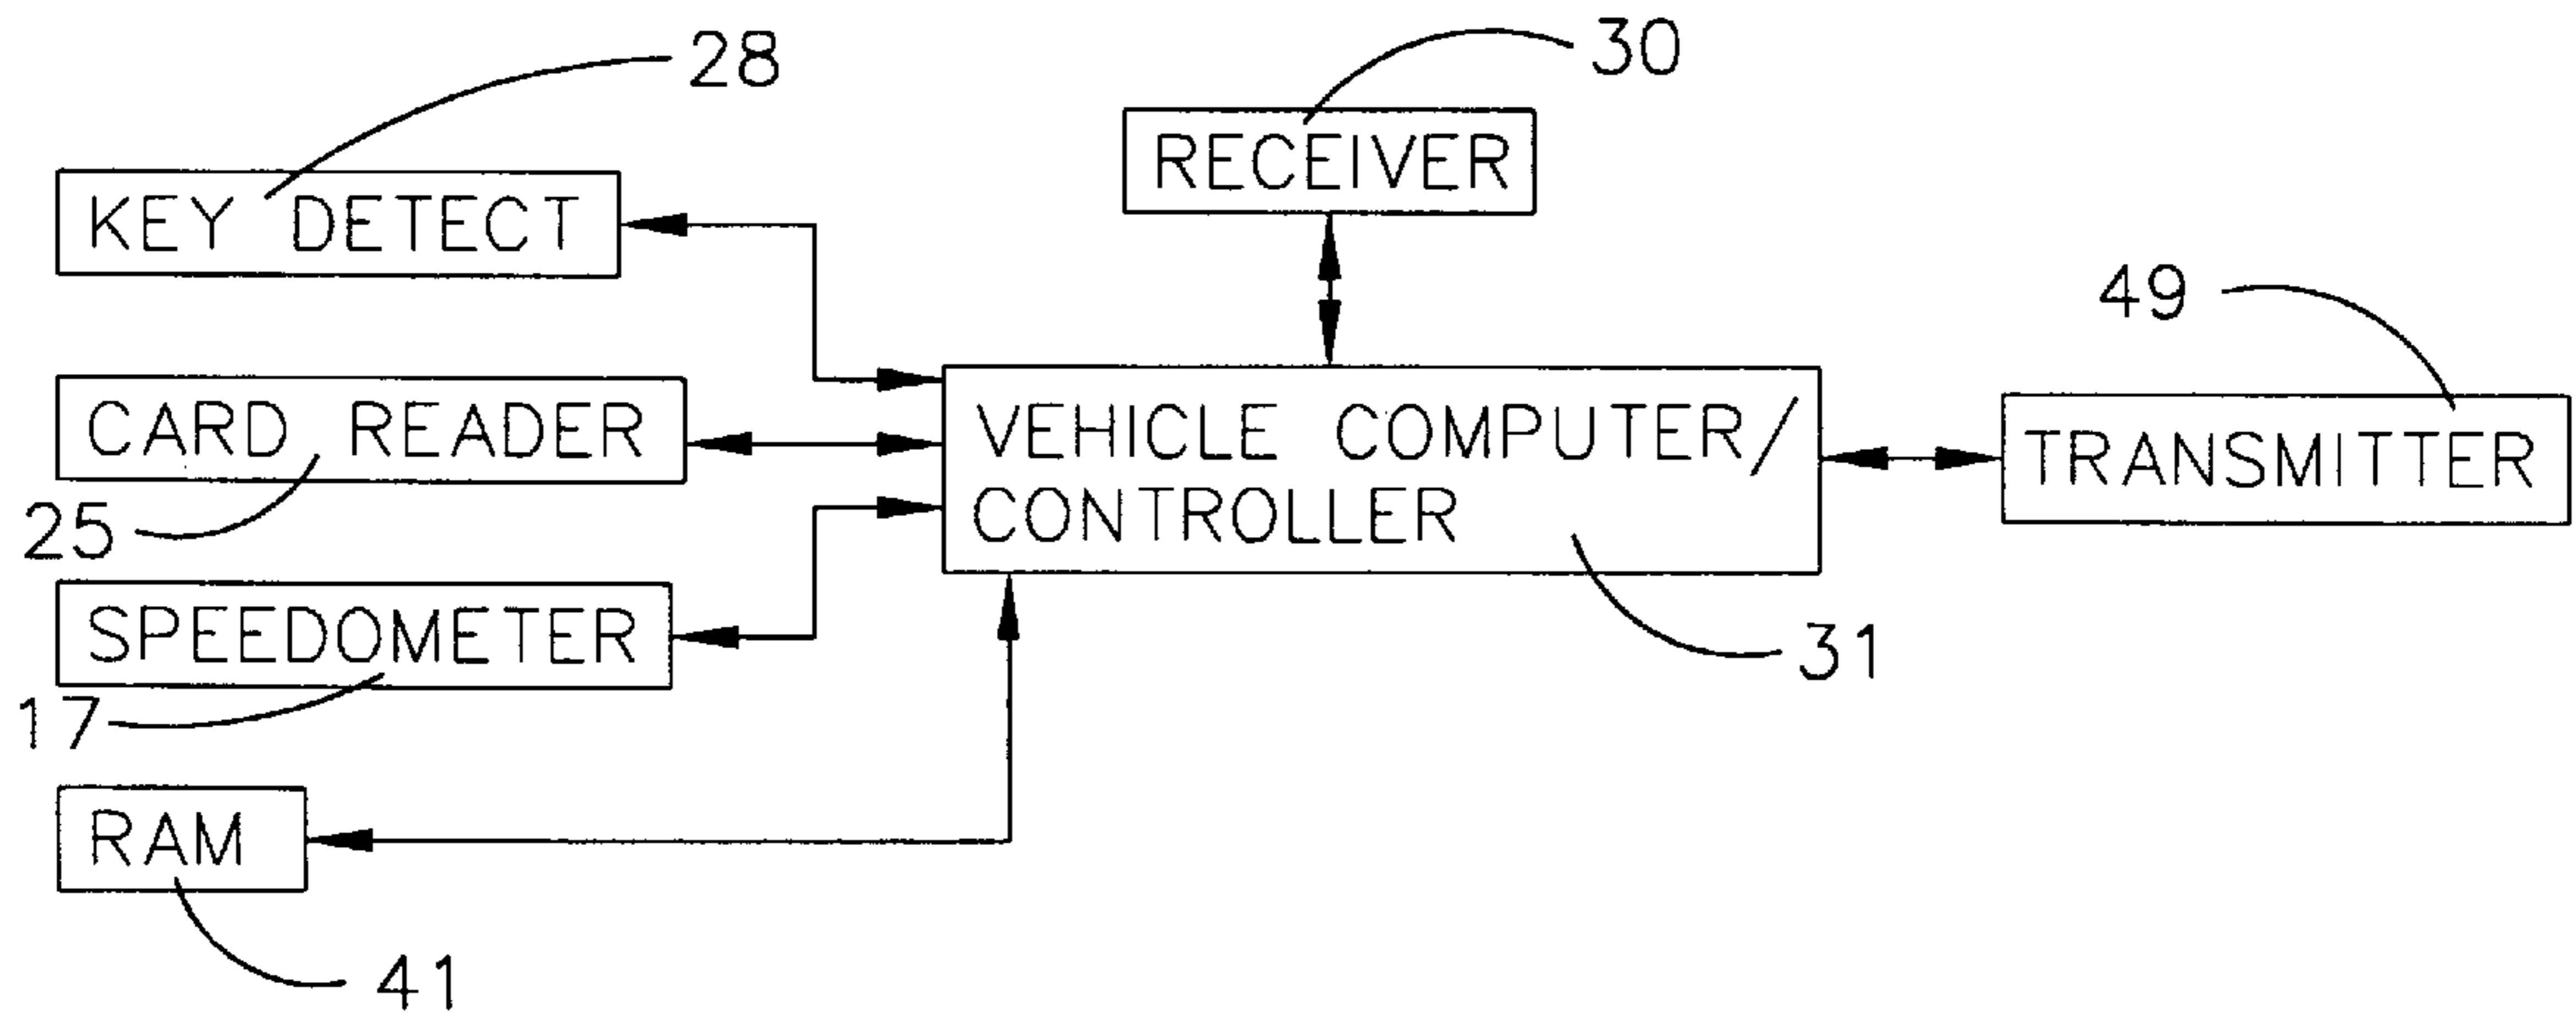 28
30
RECEIVER
KEY DETECT
49
CARD READER
VEHICLE COMPUTER/
CONTROLLER
TRANSMITTER
25
SPEEDOMETER
31
17
RAM
41